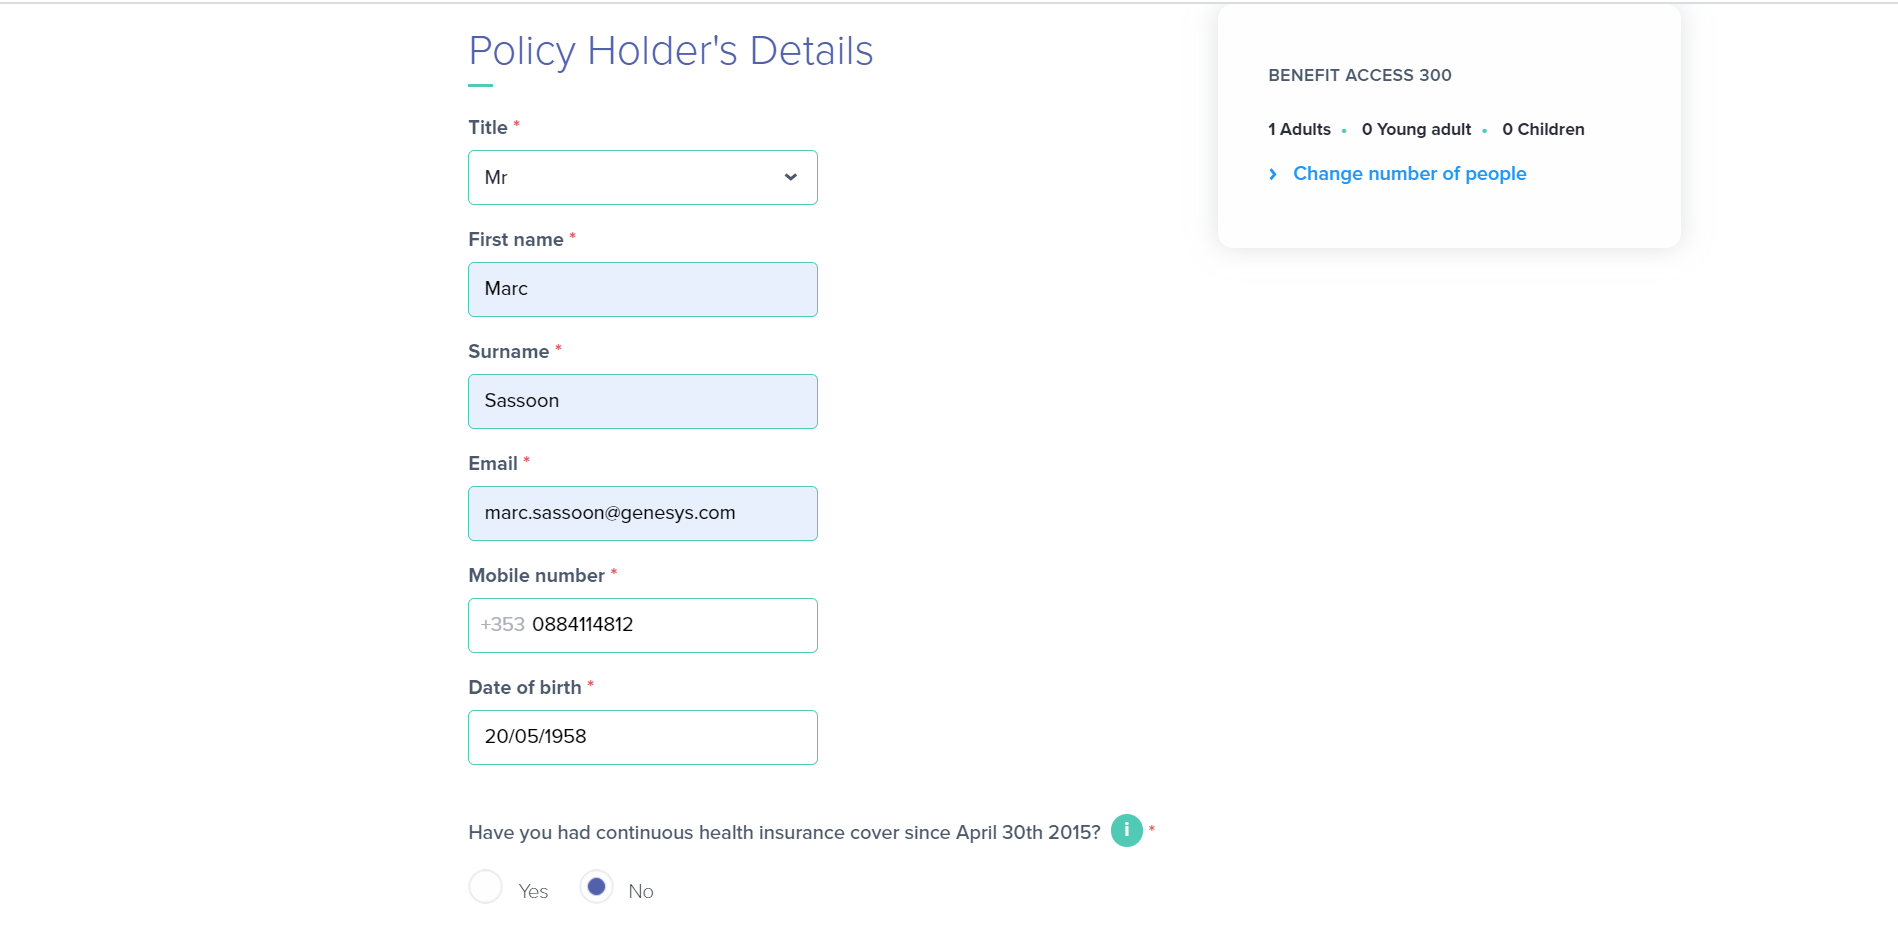 Policy Holder's Details
Title *
Mr
First name *
Marc
Surname *
Sassoon
Email *
marc.sassoon@genesys.com
Mobile number *
+353 0884114812
Date of birth *
20/05/1958
Have you had continuous health insurance cover since April 30th 2015? i *
Yes No
BENEFIT ACCESS 300
1 Adults • 0 Young adult • 0 Children
› Change number of people